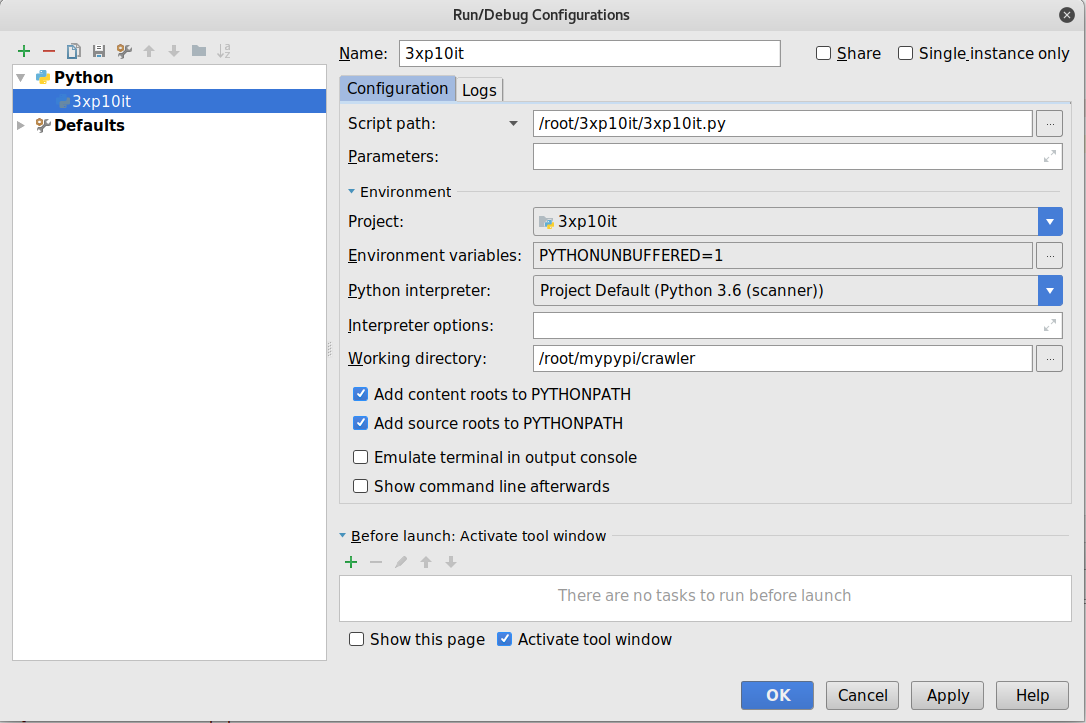 Run/Debug Configurations
Name: 3xp10it Share Single instance only
Python
3xp10it
Defaults
Configuration Logs
Script path: /root/3xp10it/3xp10it.py ...
Parameters:
Environment
Project: 3xp10it
Environment variables: PYTHONUNBUFFERED=1 ...
Python interpreter: Project Default (Python 3.6 (scanner))
Interpreter options:
Working directory: /root/mypypi/crawler ...
Add content roots to PYTHONPATH
Add source roots to PYTHONPATH
Emulate terminal in output console
Show command line afterwards
Before launch: Activate tool window
There are no tasks to run before launch
Show this page Activate tool window
OK Cancel Apply Help